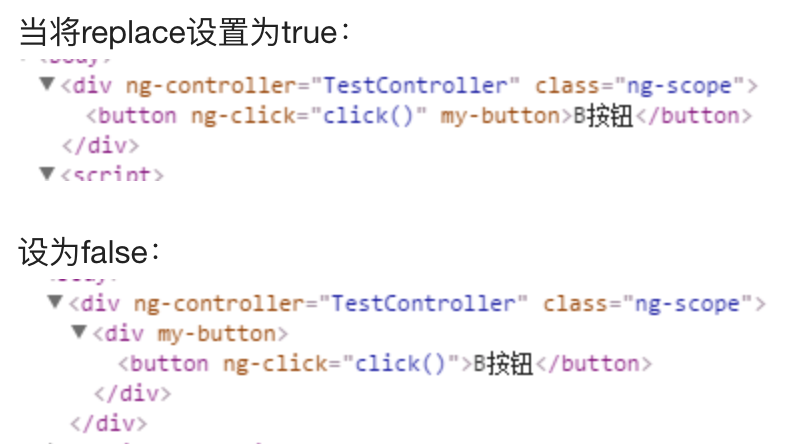 当将replace设置为true：
<body>
▼<div ng-controller="TestController" class="ng-scope">
<button ng-click="click()" my-button>B按钮</button>
</div>
▼<script>
设为false：
<body>
▼<div ng-controller="TestController" class="ng-scope">
▼<div my-button>
<button ng-click="click()">B按钮</button>
</div>
</div>